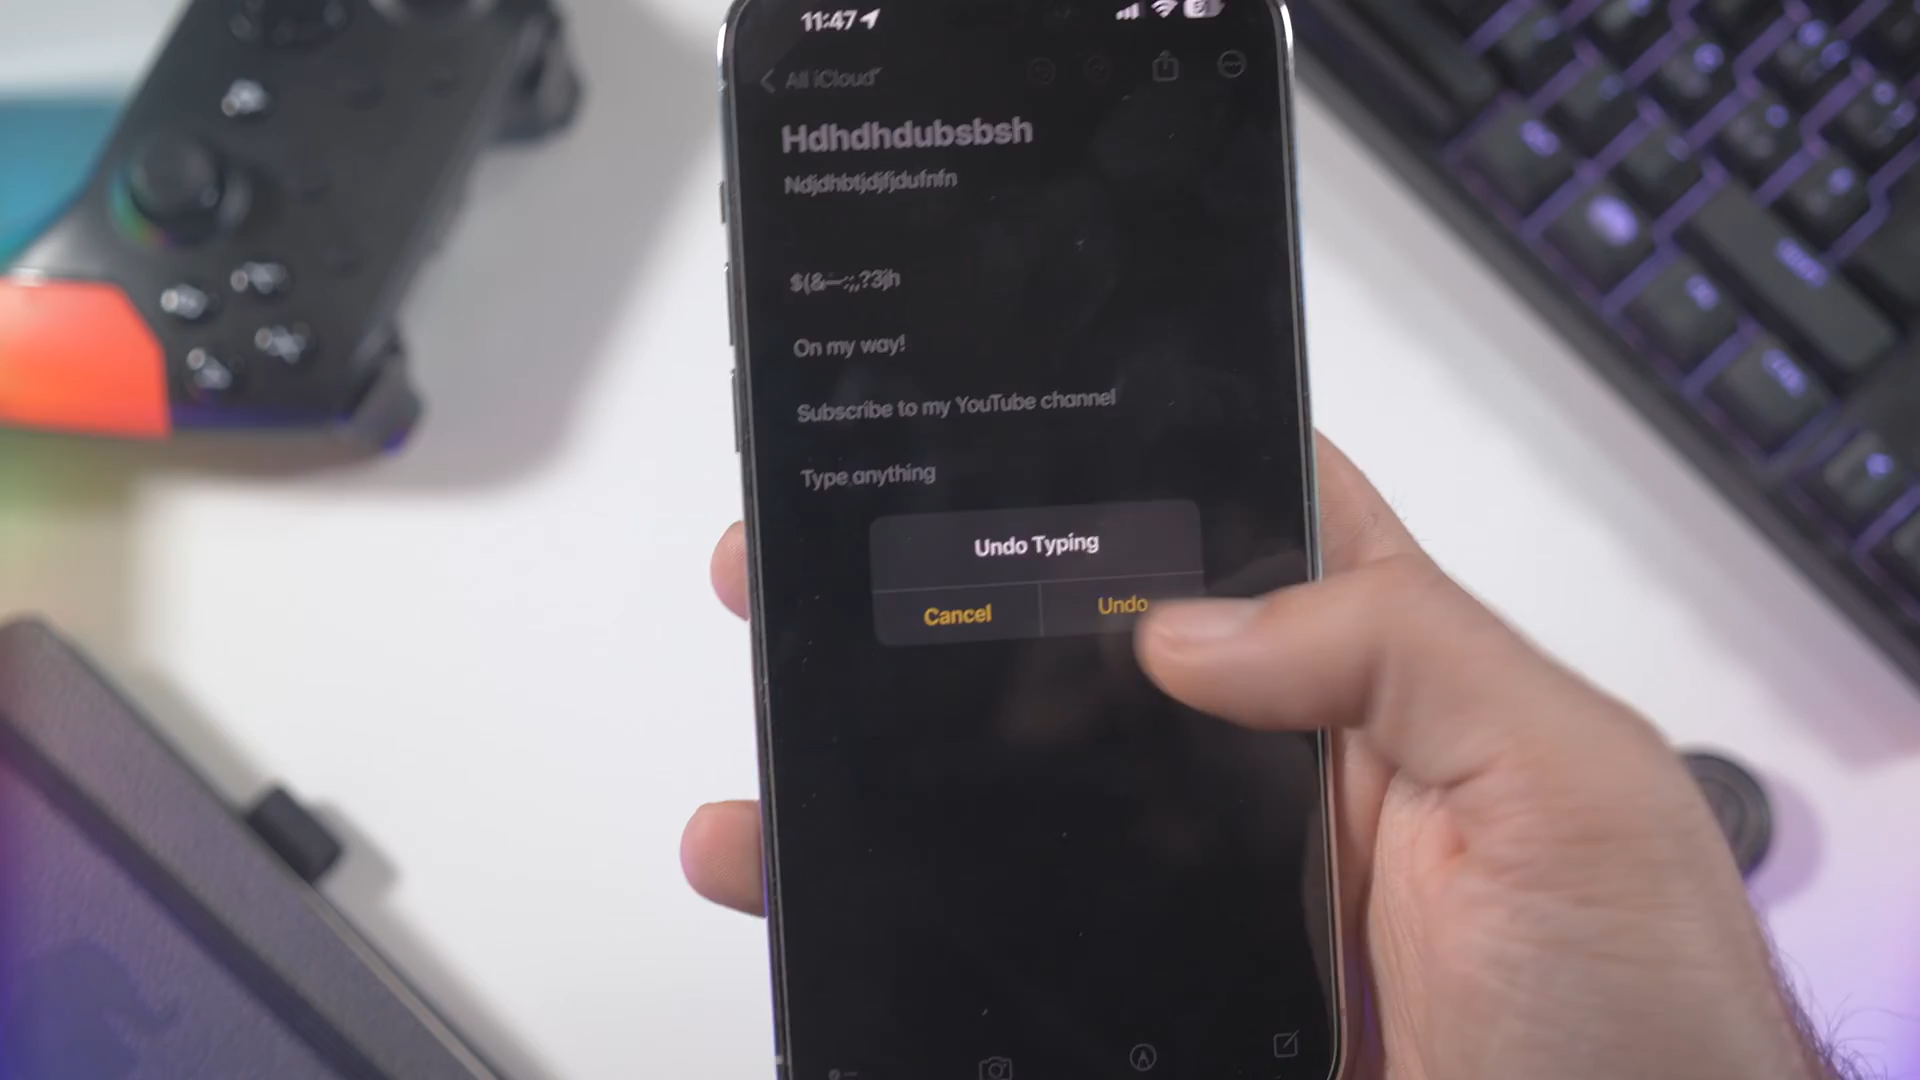 11:47
All iCloud
Hdhdhdubsbsh
Ndjdhbtjdjfjdufnfn
$(&—:;,?3jh
On my way!
Subscribe to my YouTube channel
Type anything
Undo Typing
Cancel
Undo